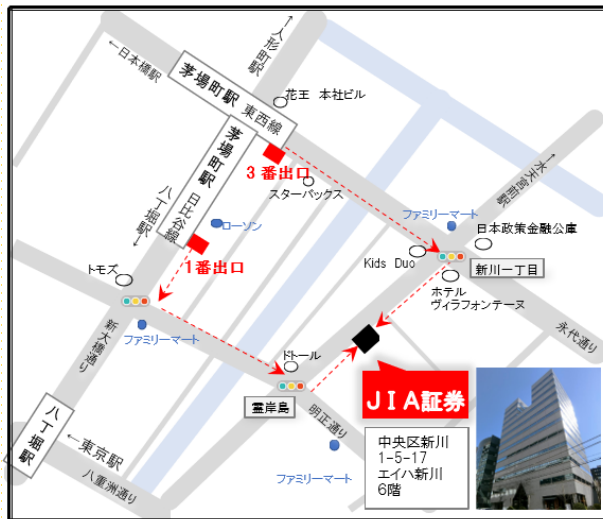 ↑人形町駅
←日本橋駅
茅場町駅 東西線
花王 本社ビル
茅場町駅 日比谷線
3番出口
スターバックス
↑水天宮前駅
八丁堀駅↓
ローソン
ファミリーマート
日本政策金融公庫
1番出口
Kids Duo
新川一丁目
トモズ
ホテル
ヴィラフォンテーヌ
新大橋通り
ファミリーマート
永代通り
ドトール
霊岸島
JIA証券
明正通り
八丁堀駅
←東京駅
中央区新川
1-5-17
エイハ新川
6階
ファミリーマート
八重洲通り